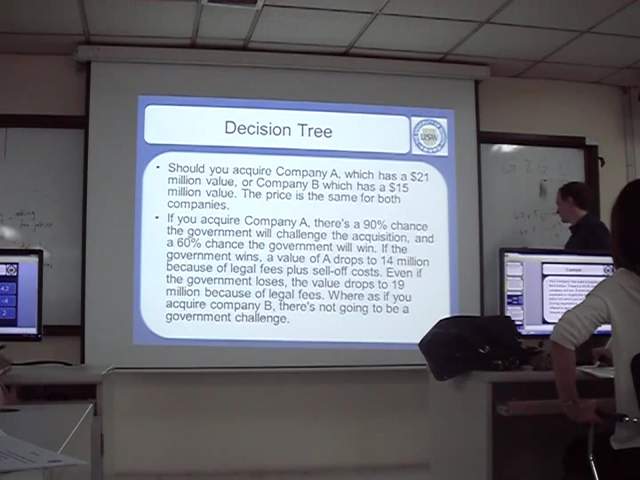 Decision Tree
• Should you acquire Company A, which has a $21
million value, or Company B which has a $15
million value. The price is the same for both
companies.
• If you acquire Company A, there's a 90% chance
the government will challenge the acquisition, and
a 60% chance the government will win. If the
government wins, a value of A drops to 14 million
because of legal fees plus sell-off costs. Even if
the government loses, the value drops to 19
million because of legal fees. Where as if you
acquire company B, there's not going to be a
government challenge.